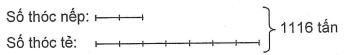 Số thóc nếp:
1116 tấn
Số thóc tẻ: